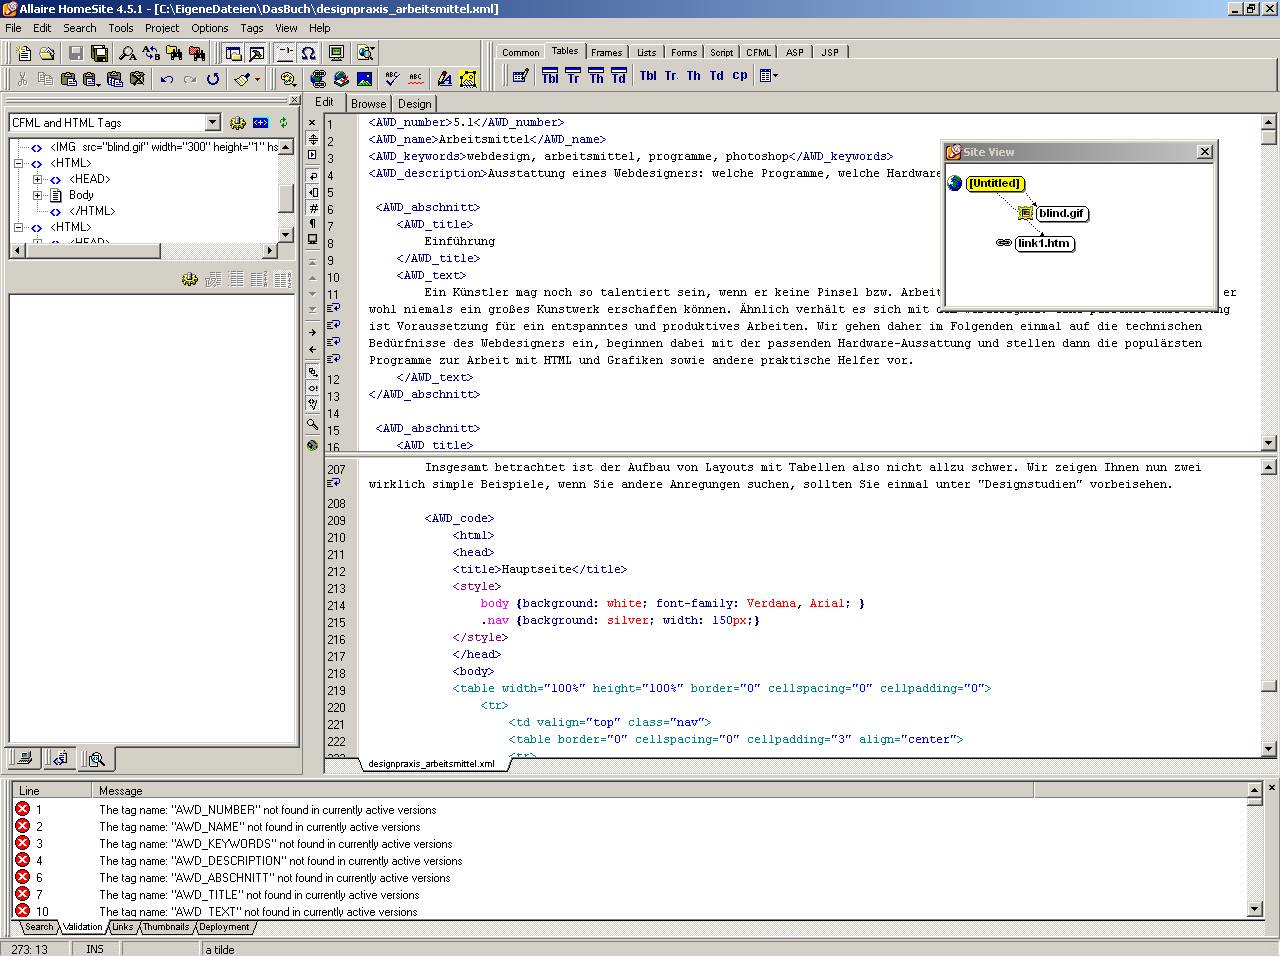 Allaire HomeSite 4.5.1 - [C:\EigeneDateien\DasBuch\designpraxis_arbeitsmittel.xml]
File Edit Search Tools Project Options Tags View Help
Common Tables Frames Lists Forms Script CFML ASP JSP
Tbl Tr Th Td Tbl Tr. Th Td cp
CFML and HTML Tags
<IMG src="blind.gif" width="300" height="1" hs
<HTML>
<HEAD>
Body
</HTML>
<HTML>
<HEAD>
Edit Browse Design
1 <AWD_number>5.1</AWD_number>
2 <AWD_name>Arbeitsmittel</AWD_name>
3 <AWD_keywords>webdesign, arbeitsmittel, programme, photoshop</AWD_keywords>
4 <AWD_description>Ausstattung eines Webdesigners: welche Programme, welche Hardware
5
6 <AWD_abschnitt>
7 <AWD_title>
8 Einführung
9 </AWD_title>
10 <AWD_text>
11 Ein Künstler mag noch so talentiert sein, wenn er keine Pinsel bzw. Arbeit er
wohl niemals ein großes Kunstwerk erschaffen können. Ähnlich verhält es sich mit
ist Voraussetzung für ein entspanntes und produktives Arbeiten. Wir gehen daher im Folgenden einmal auf die technischen
Bedürfnisse des Webdesigners ein, beginnen dabei mit der passenden Hardware-Aussattung und stellen dann die populärsten
Programme zur Arbeit mit HTML und Grafiken sowie andere praktische Helfer vor.
12 </AWD_text>
13 </AWD_abschnitt>
14
15 <AWD_abschnitt>
16 <AWD_title>
Site View
[Untitled]
blind.gif
link1.htm
207 Insgesamt betrachtet ist der Aufbau von Layouts mit Tabellen also nicht allzu schwer. Wir zeigen Ihnen nun zwei
wirklich simple Beispiele, wenn Sie andere Anregungen suchen, sollten Sie einmal unter "Designstudien" vorbeisehen.
208
209 <AWD_code>
210 <html>
211 <head>
212 <title>Hauptseite</title>
213 <style>
214 body {background: white; font-family: Verdana, Arial; }
215 .nav {background: silver; width: 150px;}
216 </style>
217 </head>
218 <body>
219 <table width="100%" height="100%" border="0" cellspacing="0" cellpadding="0">
220 <tr>
221 <td valign="top" class="nav">
222 <table border="0" cellspacing="0" cellpadding="3" align="center">
223 <tr>
designpraxis_arbeitsmittel.xml
Line Message
1 The tag name: "AWD_NUMBER" not found in currently active versions
2 The tag name: "AWD_NAME" not found in currently active versions
3 The tag name: "AWD_KEYWORDS" not found in currently active versions
4 The tag name: "AWD_DESCRIPTION" not found in currently active versions
6 The tag name: "AWD_ABSCHNITT" not found in currently active versions
7 The tag name: "AWD_TITLE" not found in currently active versions
10 The tag name: "AWD_TEXT" not found in currently active versions
Search Validation Links Thumbnails Deployment
273: 13 INS a tilde